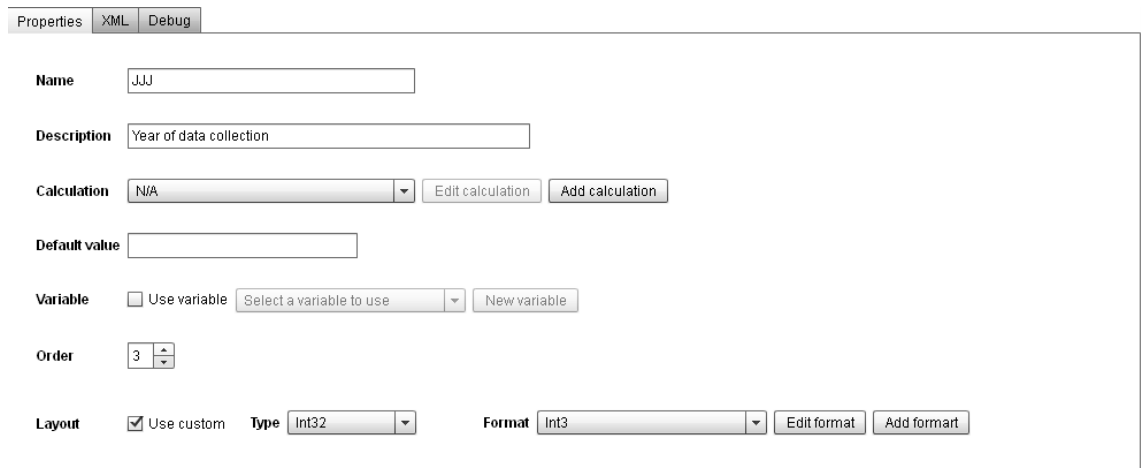 Properties XML Debug
Name JJJ
Description Year of data collection
Calculation N/A Edit calculation Add calculation
Default value
Variable Use variable Select a variable to use New variable
Order 3
Layout Use custom Type Int32 Format Int3 Edit format Add formart